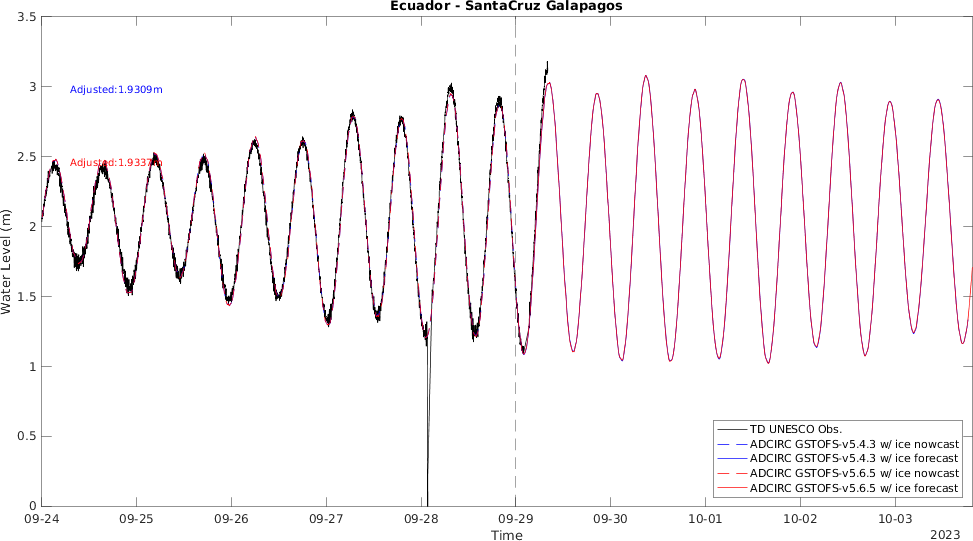 Ecuador - SantaCruz Galapagos
3.5
3
2.5
2
1.5
1
0.5
0
Water Level (m)
Adjusted:1.9309m
Adjusted:1.9337m
TD UNESCO Obs.
ADCIRC GSTOFS-v5.4.3 w/ ice nowcast
ADCIRC GSTOFS-v5.4.3 w/ ice forecast
ADCIRC GSTOFS-v5.6.5 w/ ice nowcast
ADCIRC GSTOFS-v5.6.5 w/ ice forecast
09-24 09-25 09-26 09-27 09-28 09-29 09-30 10-01 10-02 10-03
Time
2023